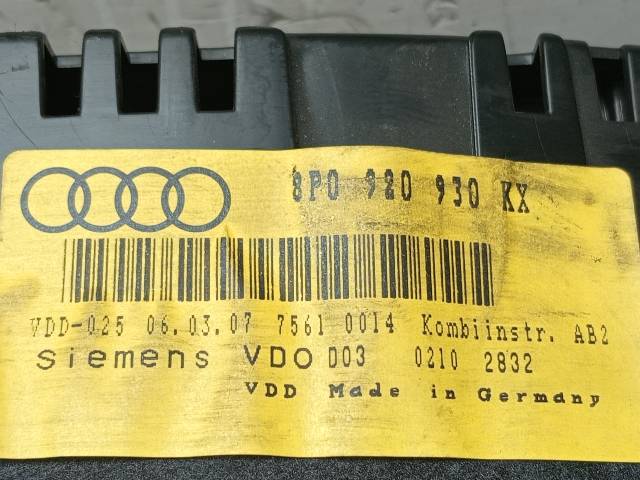 8P0 920 930 KX
VDD-025 06.03.07 7561 0014 Kombiinstr. AB2
Siemens VDO D03 0210 2832
VDD Made in Germany